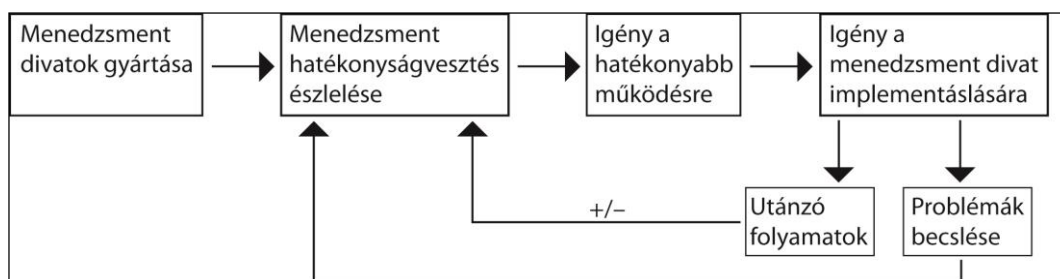 Menedzsment
divatok gyártása
Menedzsment
hatékonyságvesztés
észlelése
Igény a
hatékonyabb
működésre
Igény a
menedzsment divat
implementáslására
+/–
Utánzó
folyamatok
Problémák
becslése